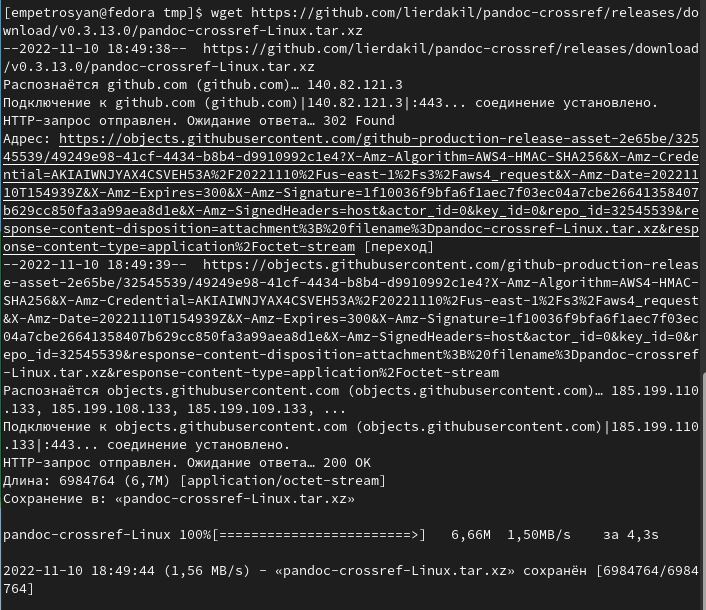 [empetrosyan@fedora tmp]$ wget https://github.com/lierdakil/pandoc-crossref/releases/do
wnload/v0.3.13.0/pandoc-crossref-Linux.tar.xz
--2022-11-10 18:49:38--  https://github.com/lierdakil/pandoc-crossref/releases/download
/v0.3.13.0/pandoc-crossref-Linux.tar.xz
Распознаётся github.com (github.com)… 140.82.121.3
Подключение к github.com (github.com)|140.82.121.3|:443... соединение установлено.
HTTP-запрос отправлен. Ожидание ответа… 302 Found
Адрес: https://objects.githubusercontent.com/github-production-release-asset-2e65be/325
45539/49249e98-41cf-4434-b8b4-d9910992c1e4?X-Amz-Algorithm=AWS4-HMAC-SHA256&X-Amz-Crede
ntial=AKIAIWNJYAX4CSVEH53A%2F20221110%2Fus-east-1%2Fs3%2Faws4_request&X-Amz-Date=202211
10T154939Z&X-Amz-Expires=300&X-Amz-Signature=1f10036f9bfa6f1aec7f03ec04a7cbe26641358407
b629cc850fa3a99aea8d1e&X-Amz-SignedHeaders=host&actor_id=0&key_id=0&repo_id=32545539&re
sponse-content-disposition=attachment%3B%20filename%3Dpandoc-crossref-Linux.tar.xz&resp
onse-content-type=application%2Foctet-stream [переход]
--2022-11-10 18:49:39--  https://objects.githubusercontent.com/github-production-releas
e-asset-2e65be/32545539/49249e98-41cf-4434-b8b4-d9910992c1e4?X-Amz-Algorithm=AWS4-HMAC-
SHA256&X-Amz-Credential=AKIAIWNJYAX4CSVEH53A%2F20221110%2Fus-east-1%2Fs3%2Faws4_request
&X-Amz-Date=20221110T154939Z&X-Amz-Expires=300&X-Amz-Signature=1f10036f9bfa6f1aec7f03ec
04a7cbe26641358407b629cc850fa3a99aea8d1e&X-Amz-SignedHeaders=host&actor_id=0&key_id=0&r
epo_id=32545539&response-content-disposition=attachment%3B%20filename%3Dpandoc-crossref
-Linux.tar.xz&response-content-type=application%2Foctet-stream
Распознаётся objects.githubusercontent.com (objects.githubusercontent.com)… 185.199.110
.133, 185.199.108.133, 185.199.109.133, ...
Подключение к objects.githubusercontent.com (objects.githubusercontent.com)|185.199.110
.133|:443... соединение установлено.
HTTP-запрос отправлен. Ожидание ответа… 200 OK
Длина: 6984764 (6,7M) [application/octet-stream]
Сохранение в: «pandoc-crossref-Linux.tar.xz»
pandoc-crossref-Linux 100%[========================>]   6,66M  1,50MB/s    за 4,3s
2022-11-10 18:49:44 (1,56 MB/s) - «pandoc-crossref-Linux.tar.xz» сохранён [6984764/6984
764]